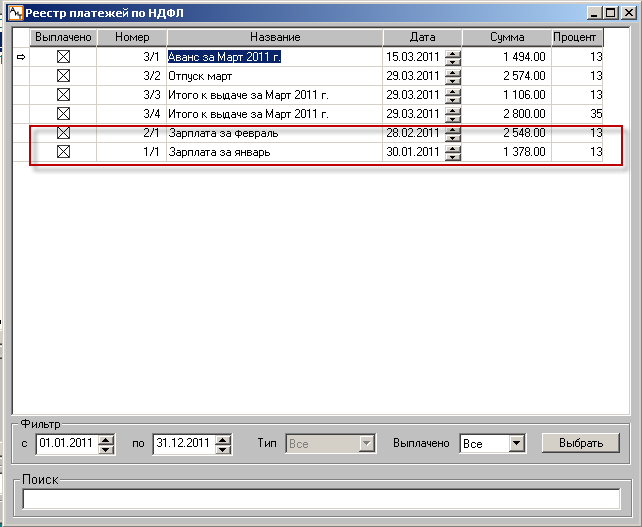 Реестр платежей по НДФЛ
Выплачено Номер Название Дата Сумма Процент
3/1 Аванс за Март 2011 г. 15.03.2011 1 494.00 13
3/2 Отпуск март 29.03.2011 2 574.00 13
3/3 Итого к выдаче за Март 2011 г. 29.03.2011 1 106.00 13
3/4 Итого к выдаче за Март 2011 г. 29.03.2011 2 800.00 35
2/1 Зарплата за февраль 28.02.2011 2 548.00 13
1/1 Зарплата за январь 30.01.2011 1 378.00 13
Фильтр
с 01.01.2011 по 31.12.2011 Тип Все Выплачено Все Выбрать
Поиск